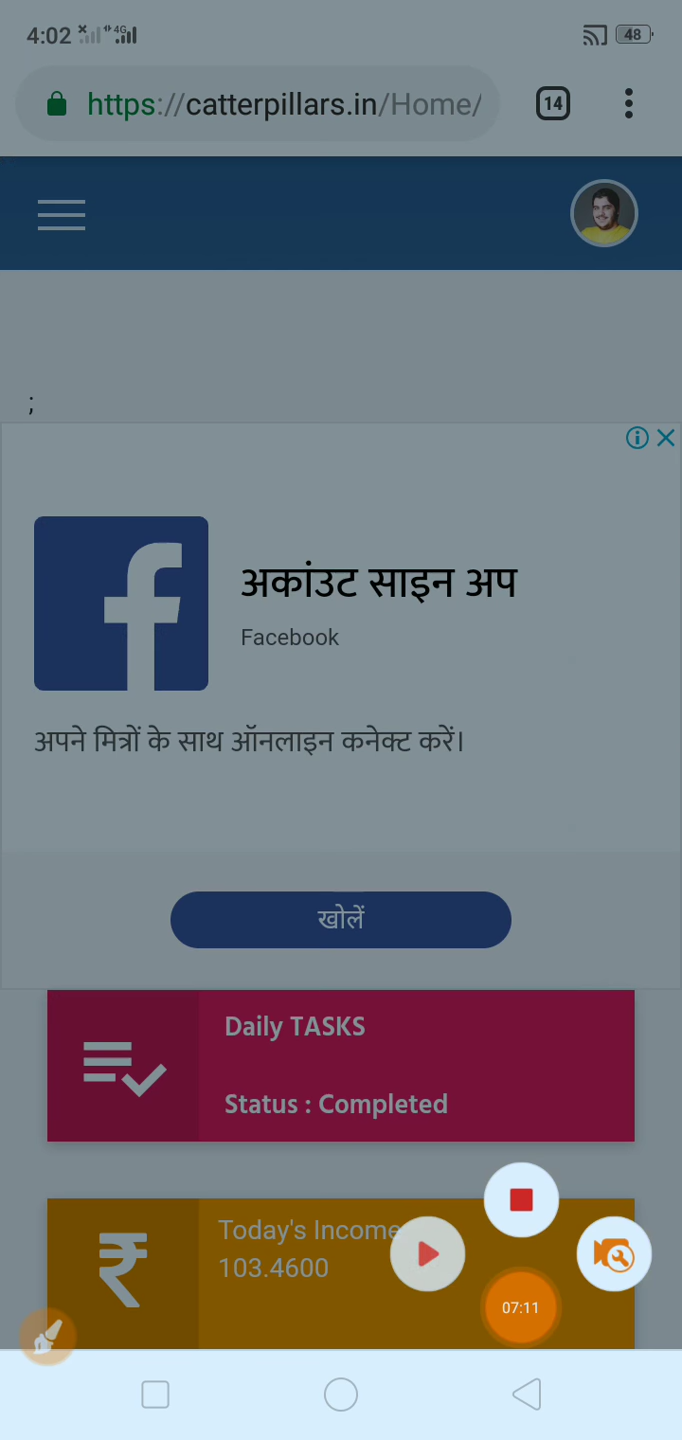 4:02 4G 48
https://catterpillars.in/Home/ 14
;
अकांउट साइन अप
Facebook
अपने मित्रों के साथ ऑनलाइन कनेक्ट करें।
खोलें
Daily TASKS
Status : Completed
Today's Income
103.4600
07:11